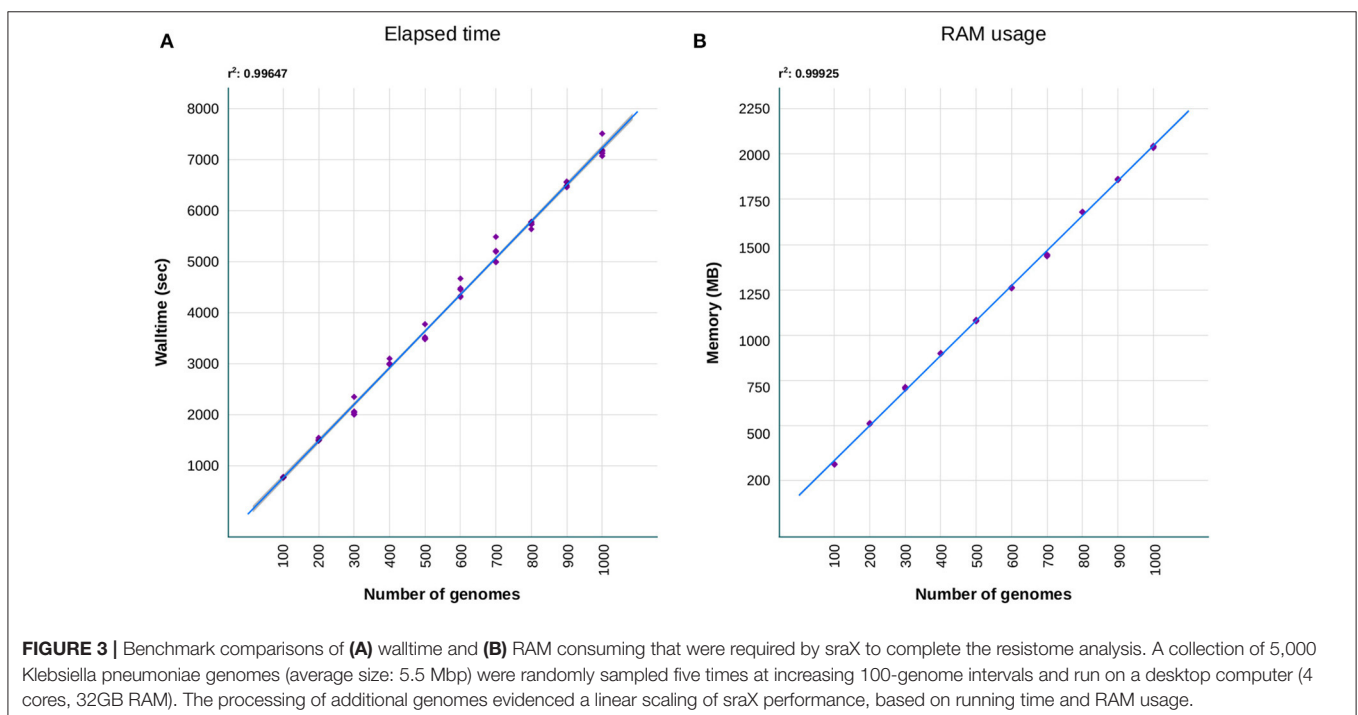 A
Elapsed time
r²: 0.99647
Walltime (sec)
8000
7000
6000
5000
4000
3000
2000
1000
100
200
300
400
500
600
700
800
900
1000
Number of genomes
B
RAM usage
r²: 0.99925
Memory (MB)
2250
2000
1750
1500
1250
1000
750
500
200
100
200
300
400
500
600
700
800
900
1000
Number of genomes
FIGURE 3 | Benchmark comparisons of (A) walltime and (B) RAM consuming that were required by sraX to complete the resistome analysis. A collection of 5,000
Klebsiella pneumoniae genomes (average size: 5.5 Mbp) were randomly sampled five times at increasing 100-genome intervals and run on a desktop computer (4
cores, 32GB RAM). The processing of additional genomes evidenced a linear scaling of sraX performance, based on running time and RAM usage.